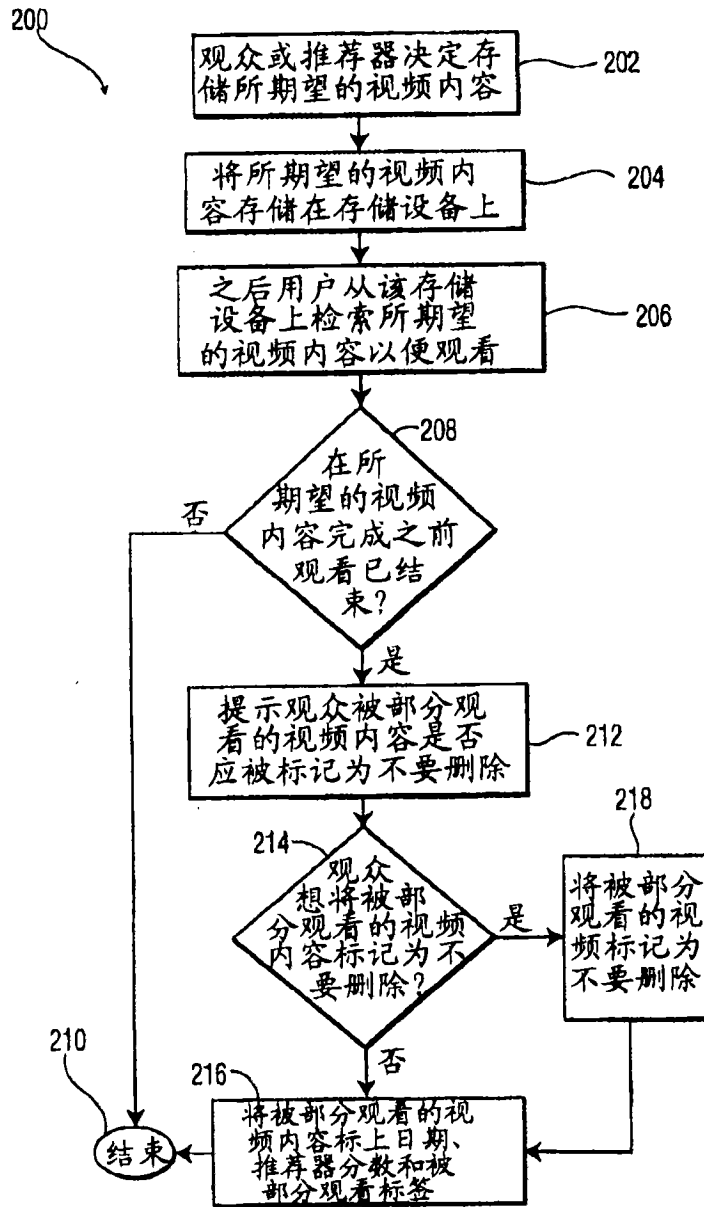 200
观众或推荐器决定存
储所期望的视频内容
202
将所期望的视频内
容存储在存储设备上
204
之后用户从该存储
设备上检索所期望
的视频内容以便观看
206
208
在所
期望的视频
内容完成之前
观看已结
束?
否
是
提示观众被部分观
看的视频内容是否
应被标记为不要删除
212
214
观众
想将被部
分观看的视频
内容标记为不
要删除?
是
218
将被部分
观看的视
频标记为
不要删除
否
210
结束
216
将被部分观看的视
频内容标上日期、
推荐器分数和被
部分观看标签